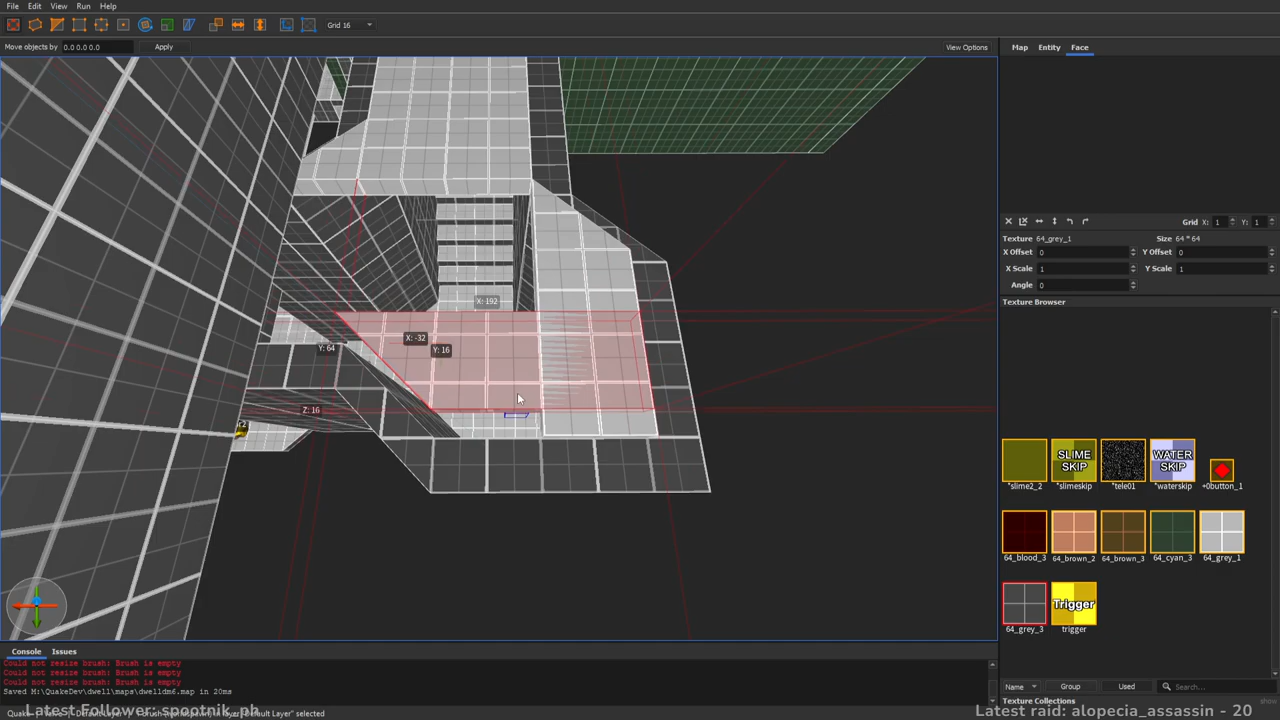 File Edit View Run Help
Grid 16
Move objects by 0.0 0.0 0.0 Apply View Options
Map Entity Face
X: 192
X: -32
Y: 16
Y: 64
Z: 16
Grid X: 1 Y: 1
Texture 64_grey_1 Size 64 * 64
X Offset 0 Y Offset 0
X Scale 1 Y Scale 1
Angle 0
Texture Browser
SLIME SKIP
WATER SKIP
*slime2_2 *slimeskip *tele01 *waterskip +0button_1
64_blood_3 64_brown_2 64_brown_3 64_cyan_3 64_grey_1
Trigger
64_grey_3 trigger
Console Issues
Could not resize brush: Brush is empty
Could not resize brush: Brush is empty
Could not resize brush: Brush is empty
Saved M:\QuakeDev\dwell\maps\dwelldm6.map in 20ms
Name Group Used Search...
Texture Collections
Latest Follower: spootnik_ph
Latest raid: alopecia_assassin - 20